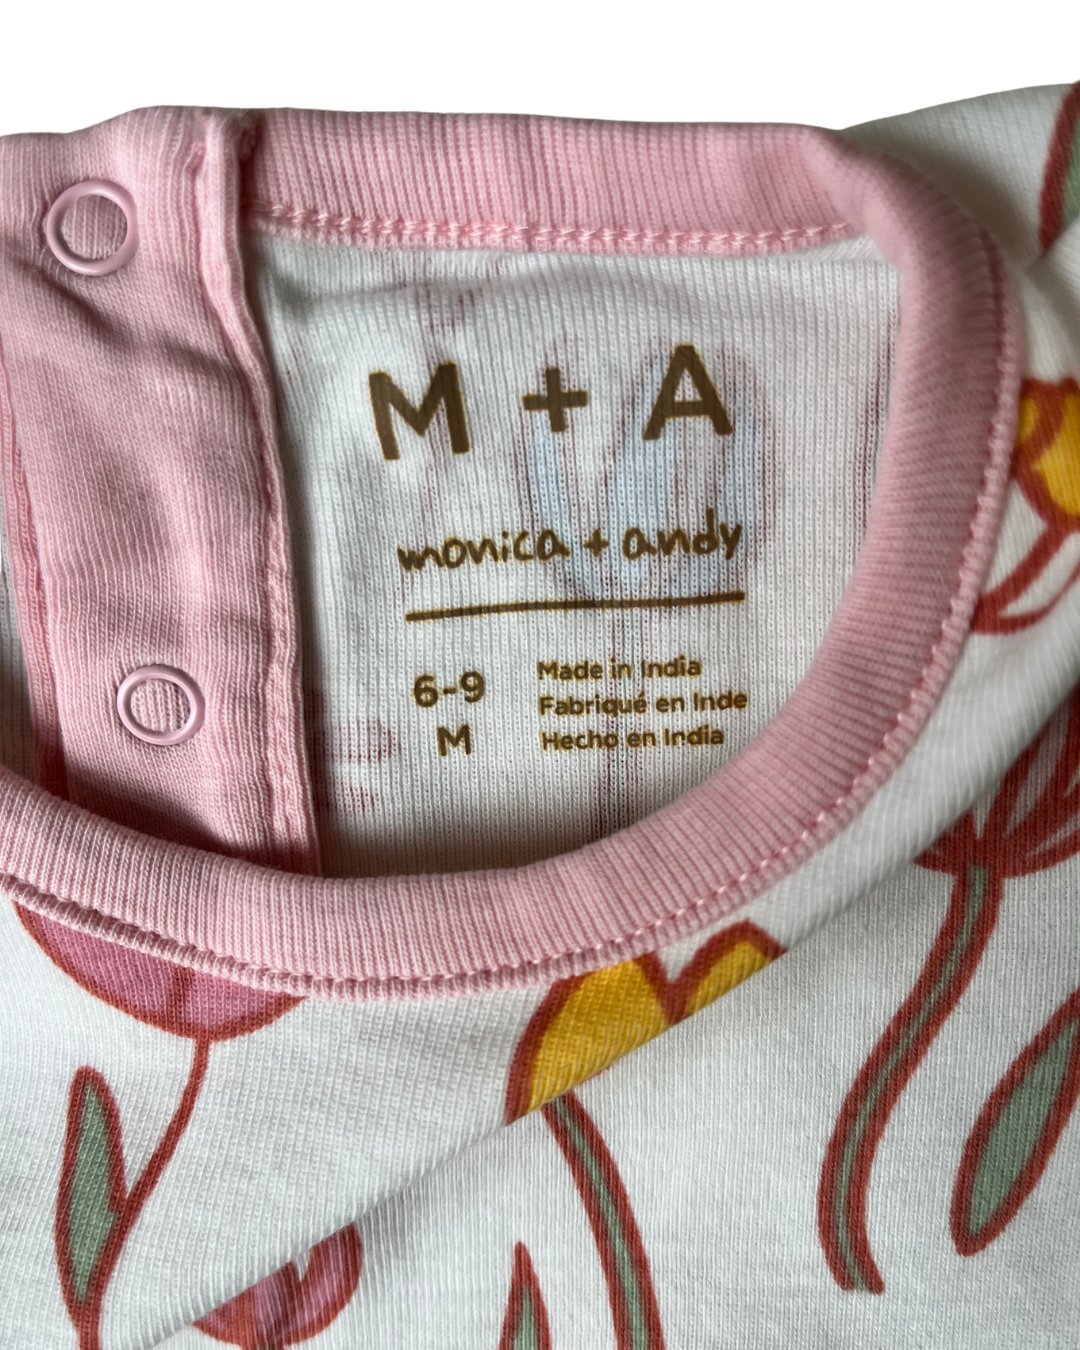 M + A
monica + andy
6-9
M
Made in India
Fabriqué en Inde
Hecho en India